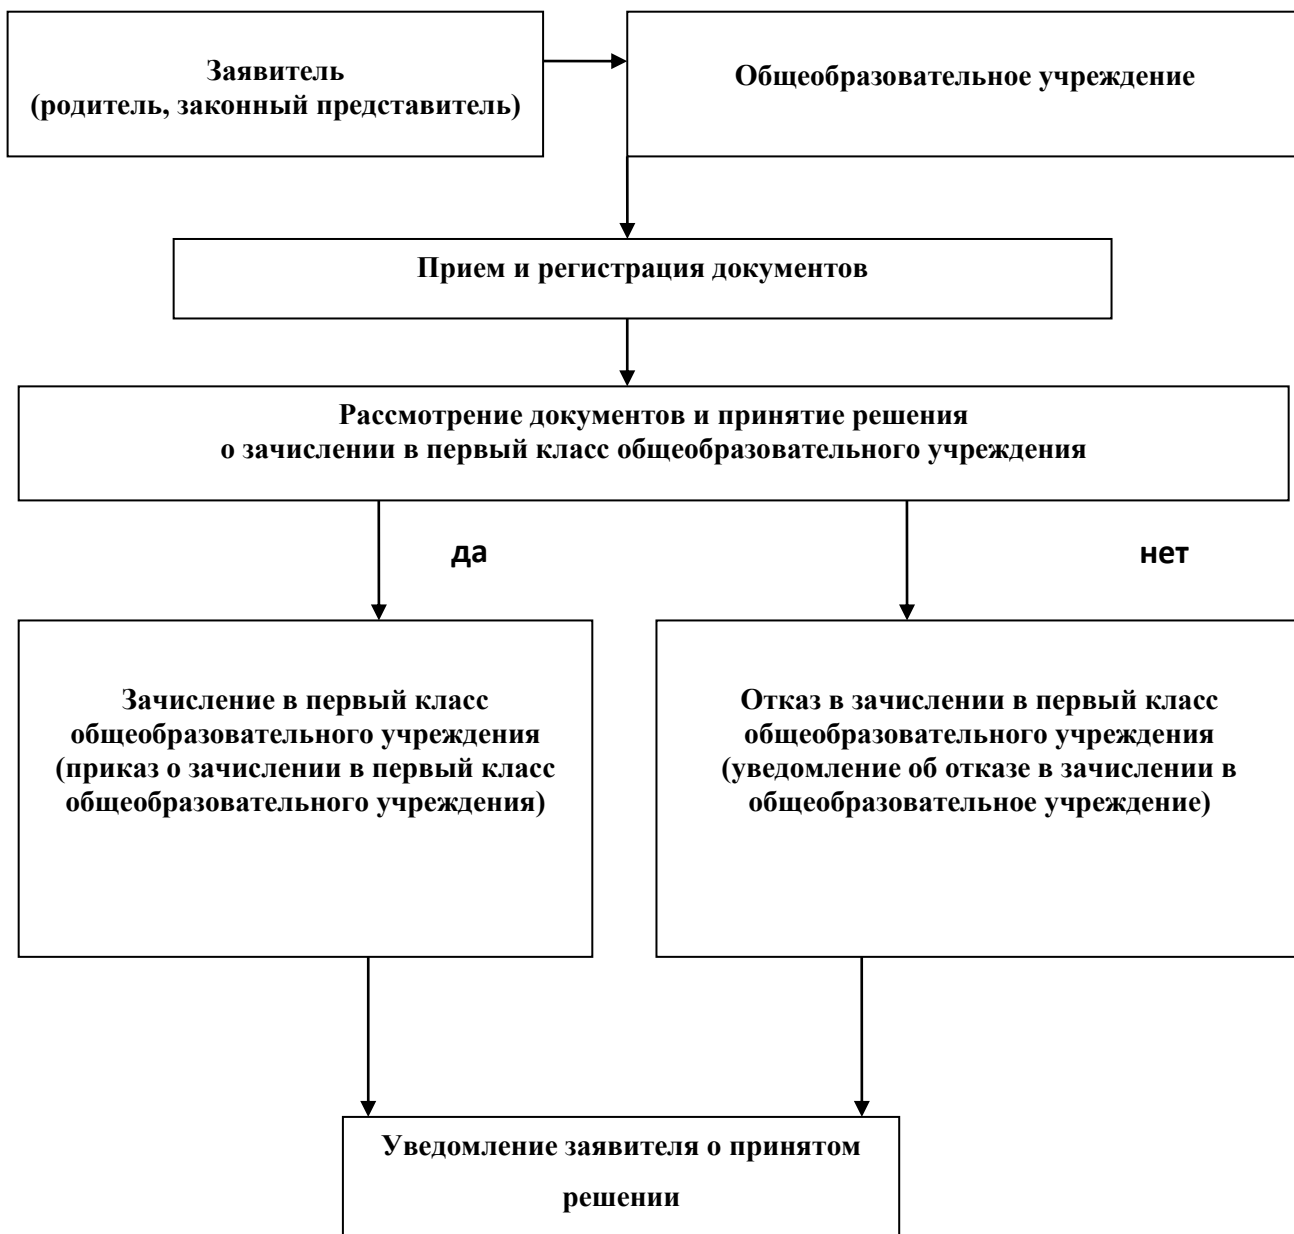 Заявитель
(родитель, законный представитель)
Общеобразовательное учреждение
Прием и регистрация документов
Рассмотрение документов и принятие решения
о зачислении в первый класс общеобразовательного учреждения
да
нет
Зачисление в первый класс
общеобразовательного учреждения
(приказ о зачислении в первый класс
общеобразовательного учреждения)
Отказ в зачислении в первый класс
общеобразовательного учреждения
(уведомление об отказе в зачислении в
общеобразовательное учреждение)
Уведомление заявителя о принятом
решении